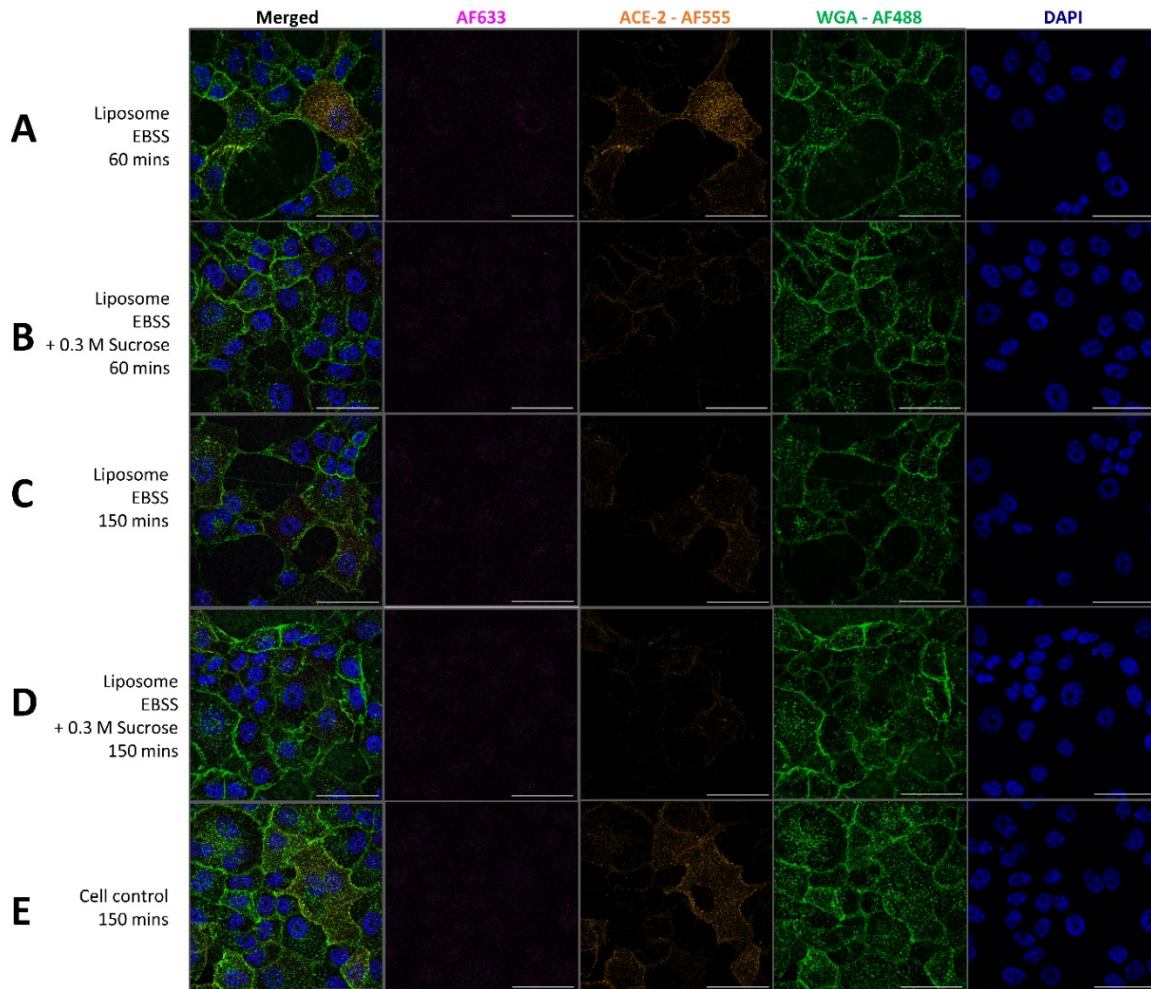 Merged AF633 ACE-2 - AF555 WGA - AF488 DAPI
A
Liposome
EBSS
60 mins
B
Liposome
EBSS
+ 0.3 M Sucrose
60 mins
C
Liposome
EBSS
150 mins
D
Liposome
EBSS
+ 0.3 M Sucrose
150 mins
E
Cell control
150 mins